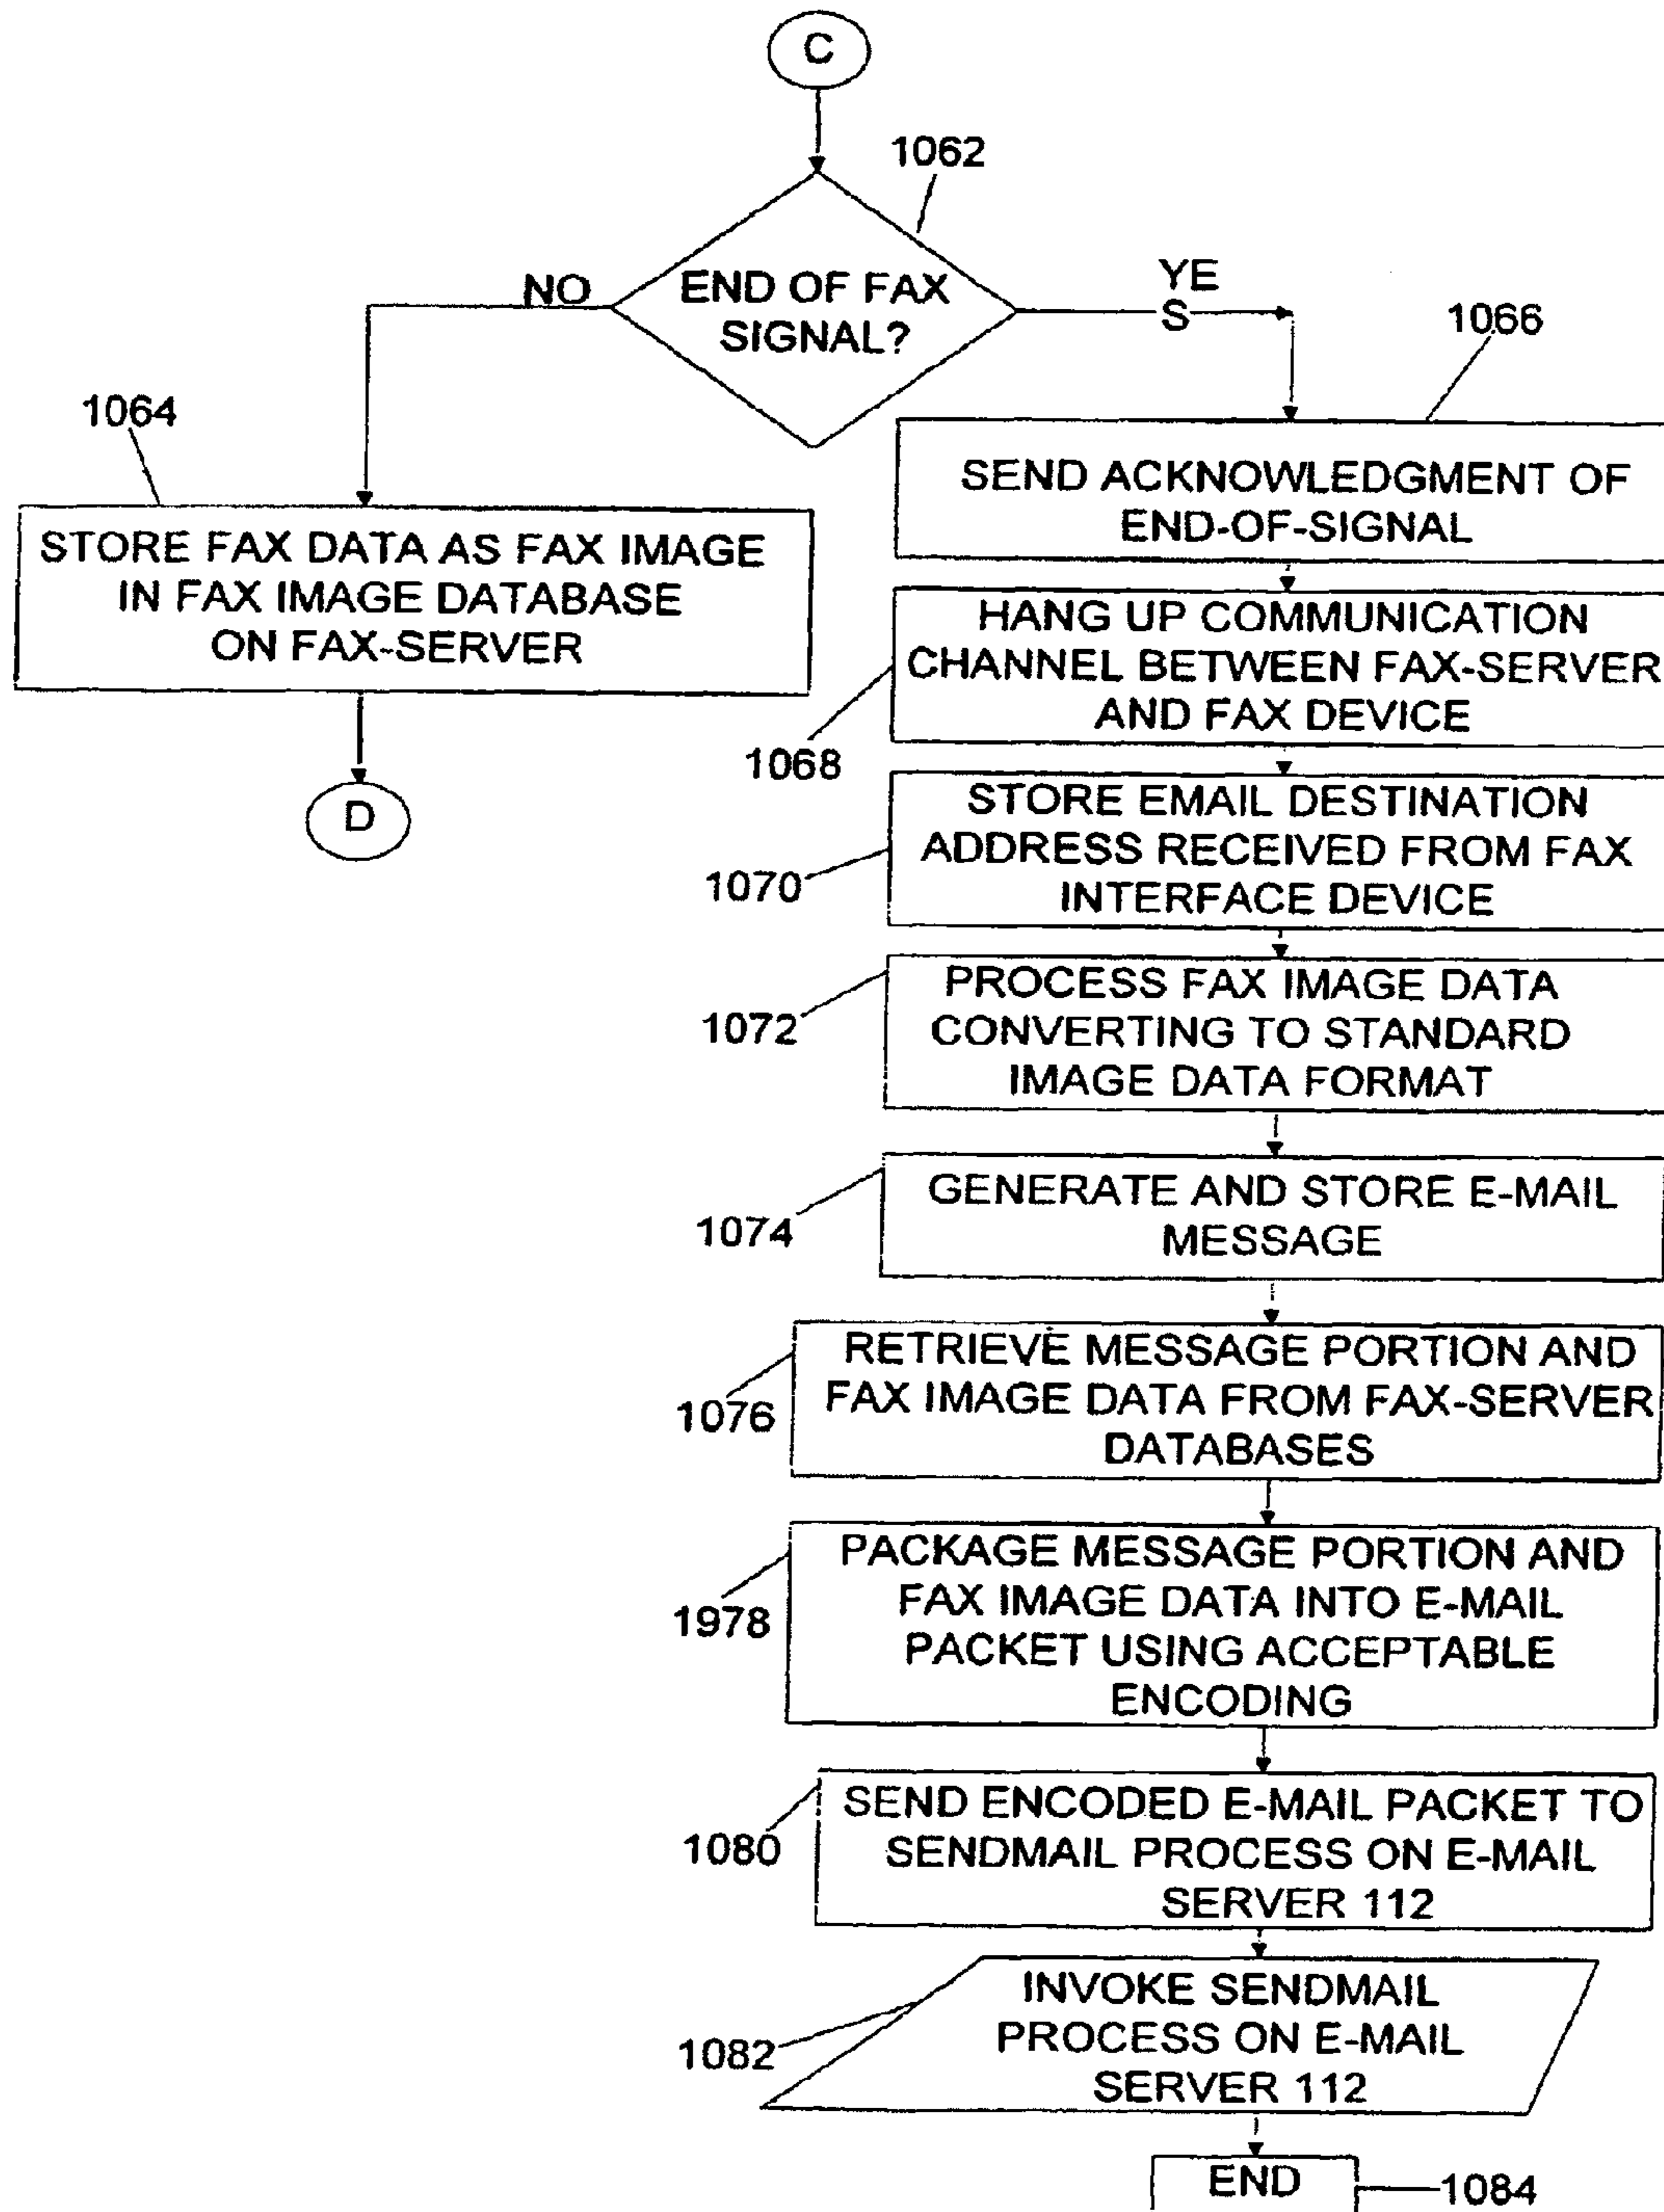 C
1062
END OF FAX
SIGNAL?
NO
YE
S
1064
STORE FAX DATA AS FAX IMAGE
IN FAX IMAGE DATABASE
ON FAX-SERVER
D
1066
SEND ACKNOWLEDGMENT OF
END-OF-SIGNAL
HANG UP COMMUNICATION
CHANNEL BETWEEN FAX-SERVER
AND FAX DEVICE
1068
STORE EMAIL DESTINATION
ADDRESS RECEIVED FROM FAX
INTERFACE DEVICE
1070
PROCESS FAX IMAGE DATA
CONVERTING TO STANDARD
IMAGE DATA FORMAT
1072
GENERATE AND STORE E-MAIL
MESSAGE
1074
RETRIEVE MESSAGE PORTION AND
FAX IMAGE DATA FROM FAX-SERVER
DATABASES
1076
PACKAGE MESSAGE PORTION AND
FAX IMAGE DATA INTO E-MAIL
PACKET USING ACCEPTABLE
ENCODING
1978
SEND ENCODED E-MAIL PACKET TO
SENDMAIL PROCESS ON E-MAIL
SERVER 112
1080
INVOKE SENDMAIL
PROCESS ON E-MAIL
SERVER 112
1082
END
1084